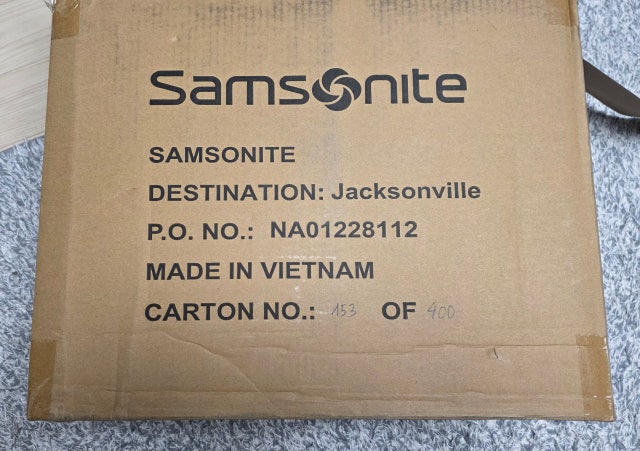 Samsonite
SAMSONITE
DESTINATION: Jacksonville
P.O. NO.: NA01228112
MADE IN VIETNAM
CARTON NO.: 153 OF 400